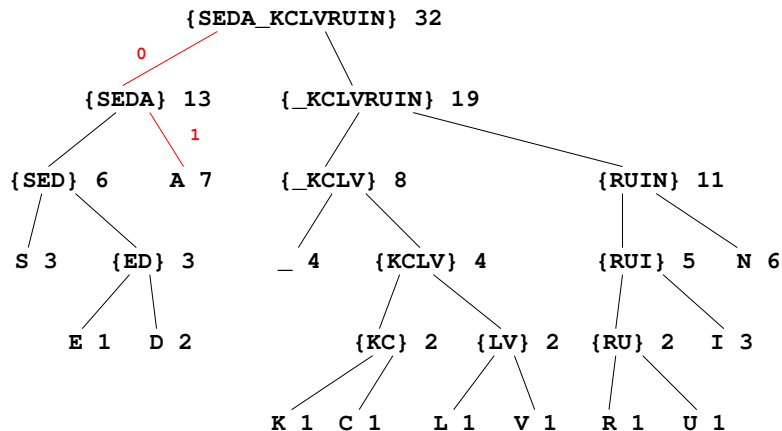 {SEDA_KCLVRUIN} 32
0
{SEDA} 13 {_KCLVRUIN} 19
1
{SED} 6 A 7 {_KCLV} 8 {RUIN} 11
S 3 {ED} 3 _ 4 {KCLV} 4 {RUI} 5 N 6
E 1 D 2 {KC} 2 {LV} 2 {RU} 2 I 3
K 1 C 1 L 1 V 1 R 1 U 1